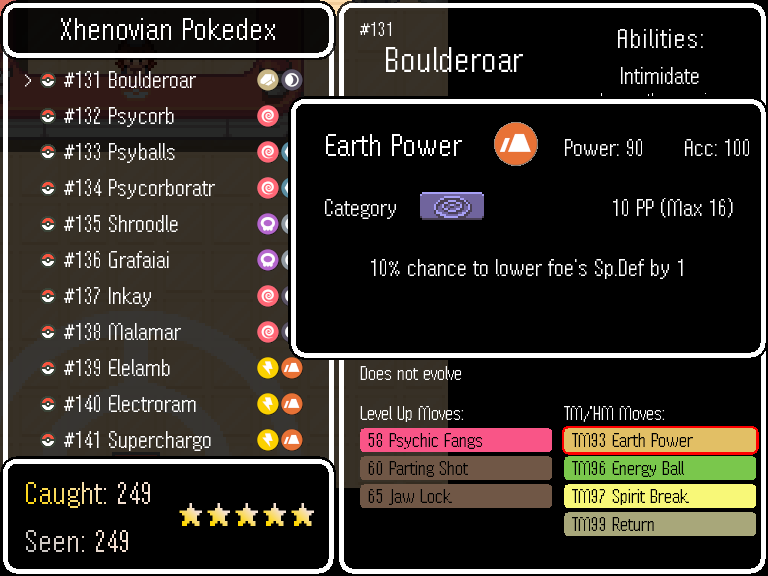 Xhenovian Pokedex
> #131 Boulderoar
#132 Psycorb
#133 Psyballs
#134 Psycorboratr
#135 Shroodle
#136 Grafaiai
#137 Inkay
#138 Malamar
#139 Elelamb
#140 Electroram
#141 Superchargo
Caught: 249
Seen: 249
#131
Boulderoar
Abilities:
Intimidate
Earth Power Power: 90 Acc: 100
Category 10 PP (Max 16)
10% chance to lower foe's Sp.Def by 1
Does not evolve
Level Up Moves:
58 Psychic Fangs
60 Parting Shot
65 Jaw Lock
TM/HM Moves:
TM93 Earth Power
TM96 Energy Ball
TM97 Spirit Break
TM99 Return